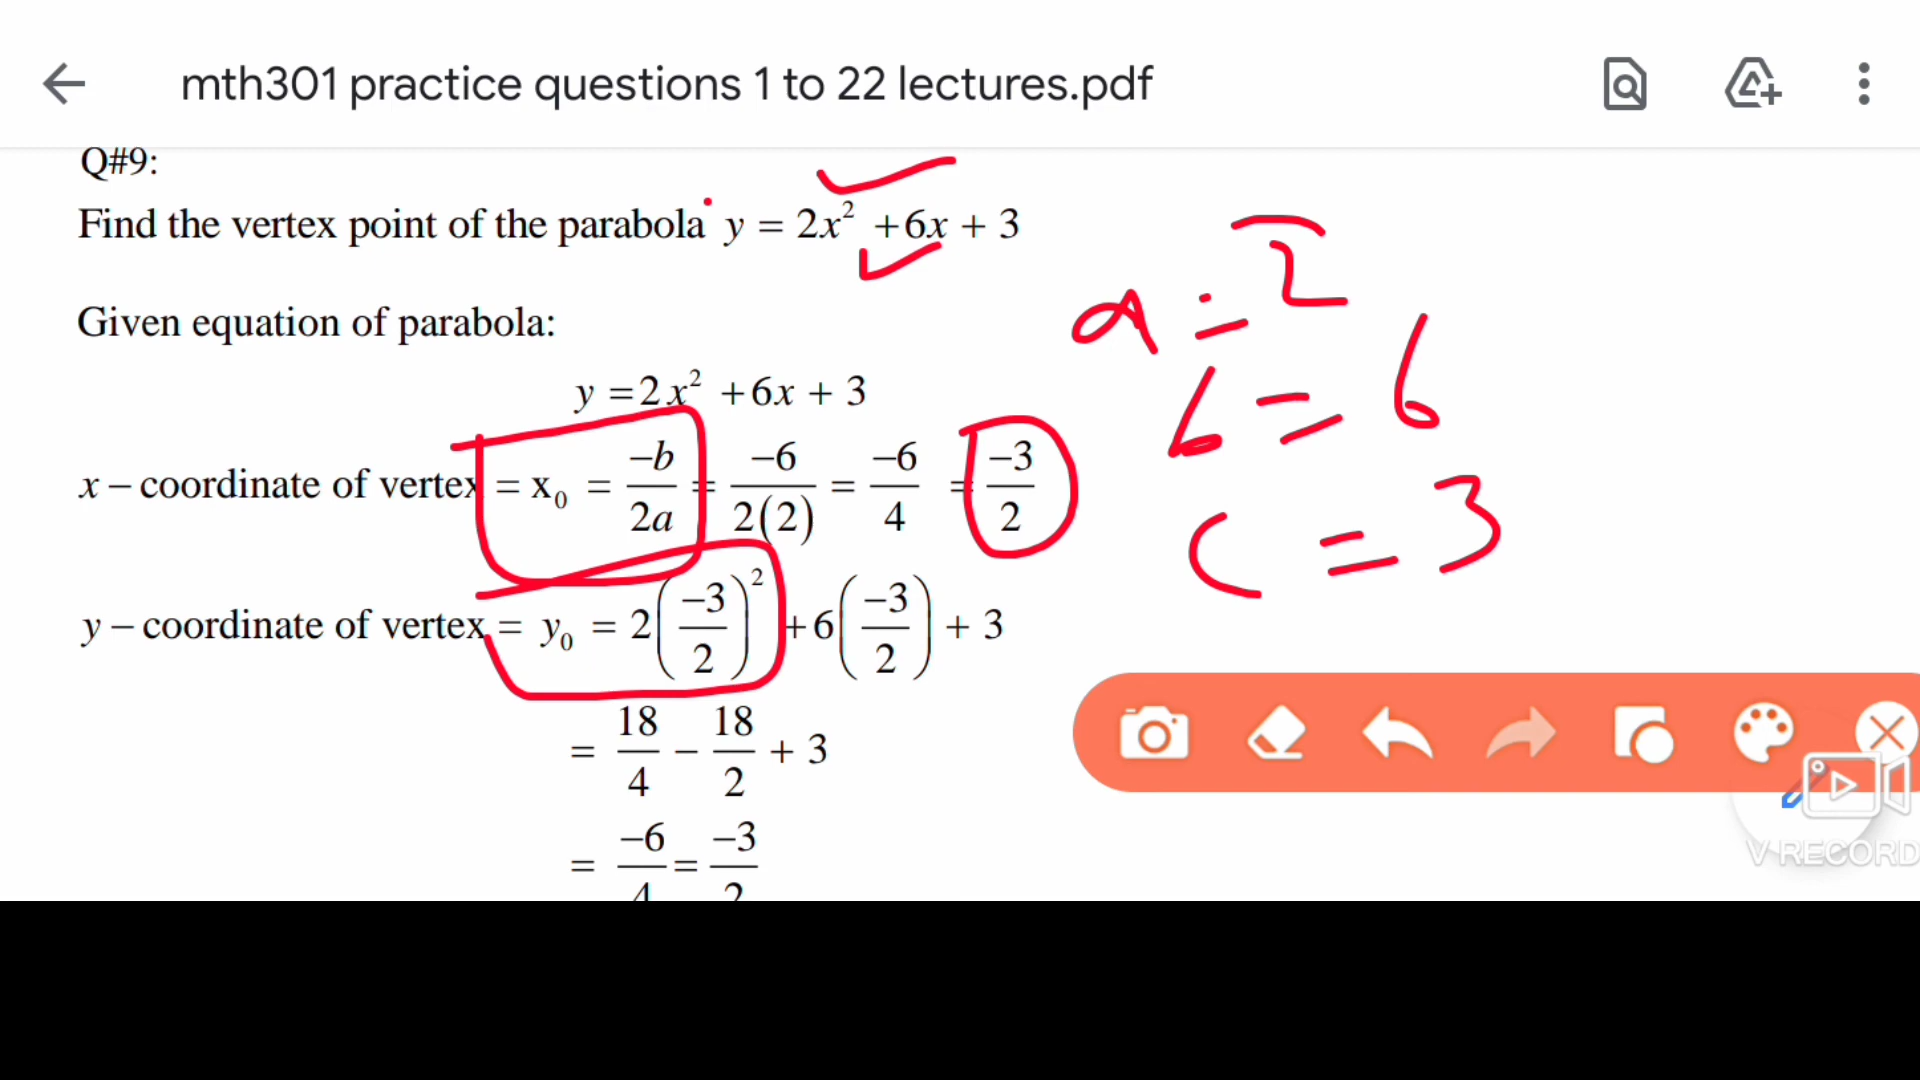 mth301 practice questions 1 to 22 lectures.pdf
Q#9:
Find the vertex point of the parabola y = 2x² +6x + 3
a = 2
Given equation of parabola:
b = 6
y = 2x² +6x + 3
x – coordinate of vertex = x₀ = –b/2a = –6/2(2) = –6/4 = –3/2
c = 3
y – coordinate of vertex = y₀ = 2(–3/2)² +6(–3/2) + 3
= 18/4 – 18/2 + 3
= –6/4 = –3/2
V RECORD